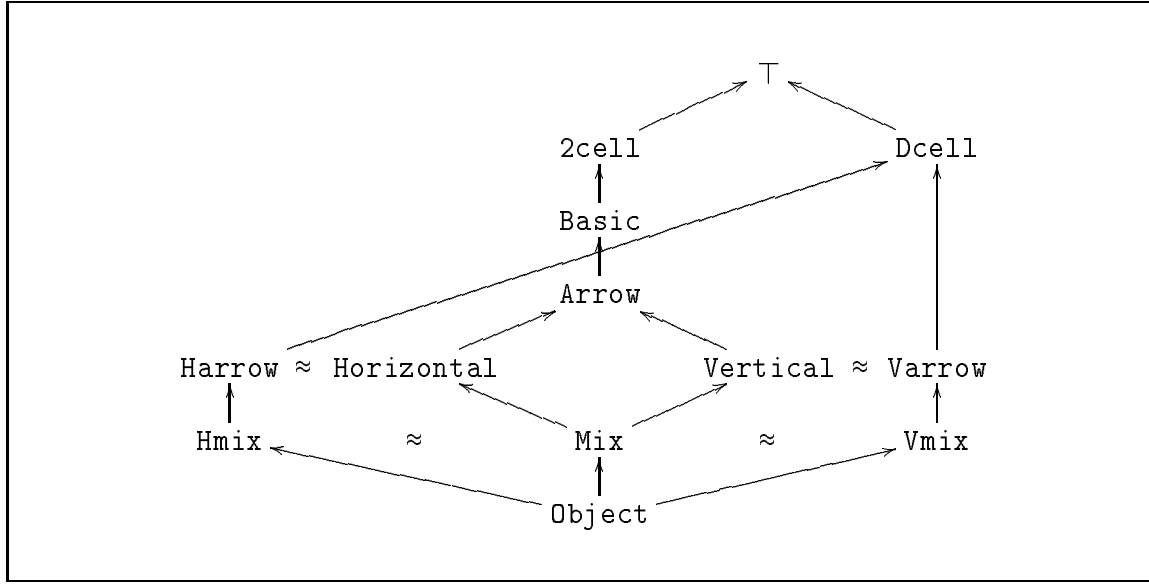 ⊤
2cell Dcell
Basic
Arrow
Harrow ≈ Horizontal Vertical ≈ Varrow
Hmix ≈ Mix ≈ Vmix
Object